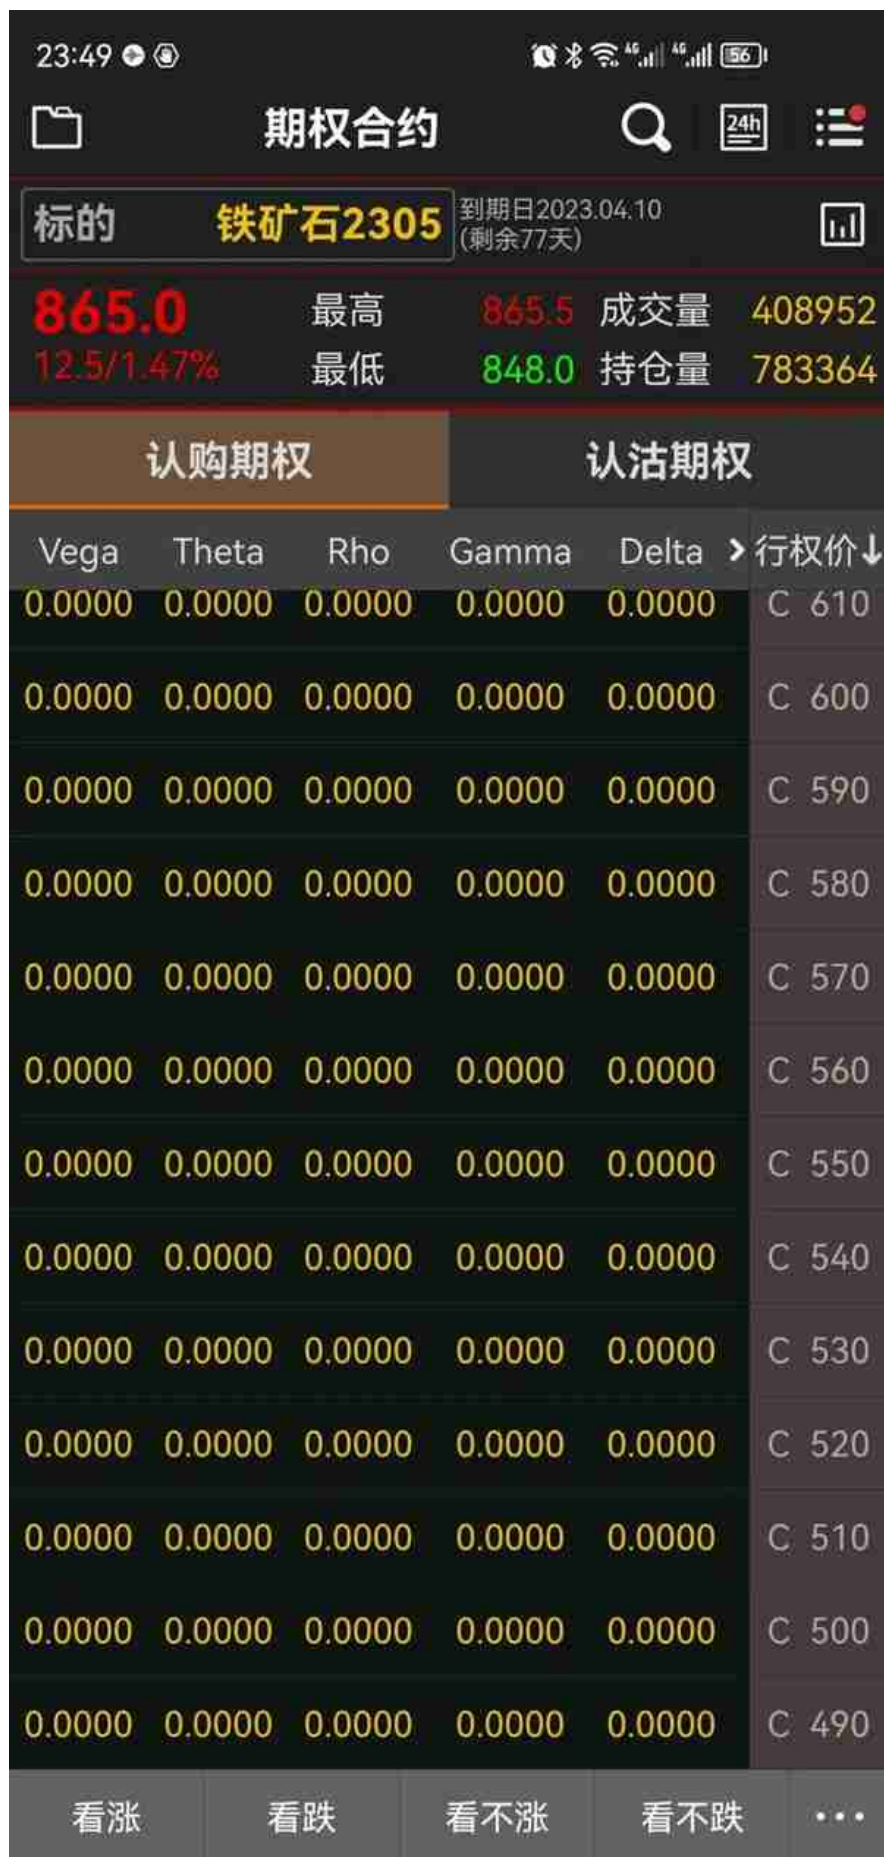 23:49 4G 4G 56
期权合约 24h
标的 铁矿石2305 到期日2023.04.10
(剩余77天)
865.0 最高 865.5 成交量 408952
12.5/1.47% 最低 848.0 持仓量 783364
认购期权 认沽期权
Vega Theta Rho Gamma Delta 行权价↓
0.0000 0.0000 0.0000 0.0000 0.0000 C 610
0.0000 0.0000 0.0000 0.0000 0.0000 C 600
0.0000 0.0000 0.0000 0.0000 0.0000 C 590
0.0000 0.0000 0.0000 0.0000 0.0000 C 580
0.0000 0.0000 0.0000 0.0000 0.0000 C 570
0.0000 0.0000 0.0000 0.0000 0.0000 C 560
0.0000 0.0000 0.0000 0.0000 0.0000 C 550
0.0000 0.0000 0.0000 0.0000 0.0000 C 540
0.0000 0.0000 0.0000 0.0000 0.0000 C 530
0.0000 0.0000 0.0000 0.0000 0.0000 C 520
0.0000 0.0000 0.0000 0.0000 0.0000 C 510
0.0000 0.0000 0.0000 0.0000 0.0000 C 500
0.0000 0.0000 0.0000 0.0000 0.0000 C 490
看涨 看跌 看不涨 看不跌 ···